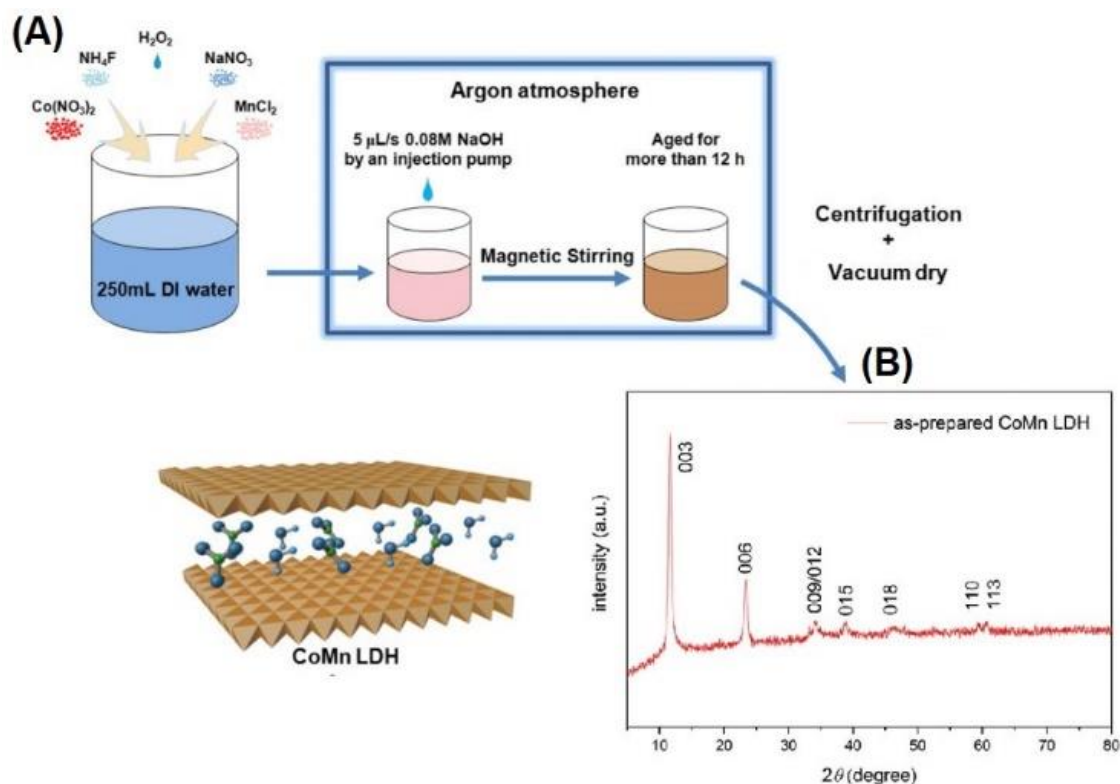 (A)
H₂O₂
NH₄F
NaNO₃
Co(NO₃)₂
MnCl₂
250mL DI water
Argon atmosphere
5 μL/s 0.08M NaOH
by an injection pump
Aged for
more than 12 h
Magnetic Stirring
Centrifugation
+
Vacuum dry
CoMn LDH
(B)
as-prepared CoMn LDH
003
006
009/012
015
018
110
113
intensity (a.u.)
10 20 30 40 50 60 70 80
2θ (degree)